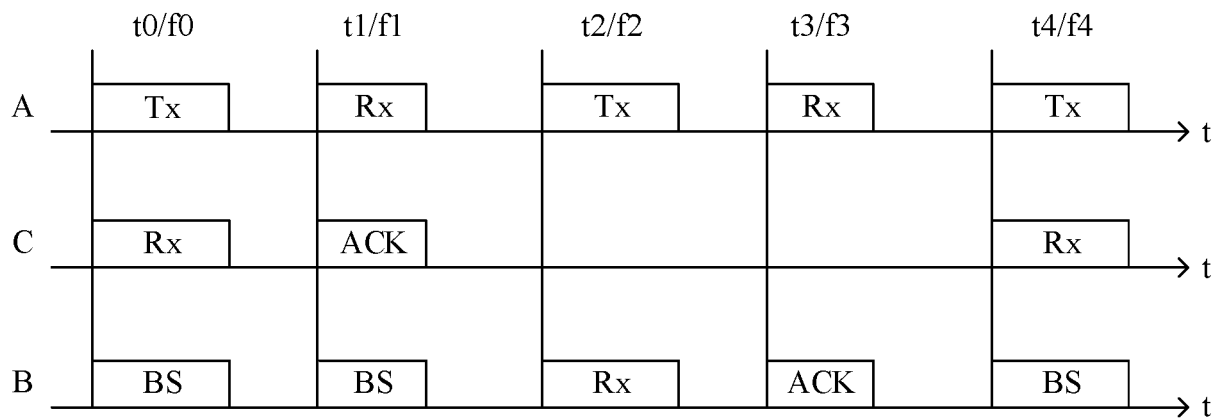 t0/f0 t1/f1 t2/f2 t3/f3 t4/f4
A Tx Rx Tx Rx Tx t
C Rx ACK Rx t
B BS BS Rx ACK BS t